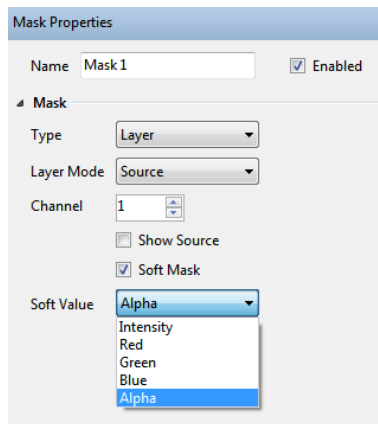 Mask Properties
Name Mask 1 Enabled
Mask
Type Layer
Layer Mode Source
Channel 1
Show Source
Soft Mask
Soft Value Alpha
Intensity
Red
Green
Blue
Alpha